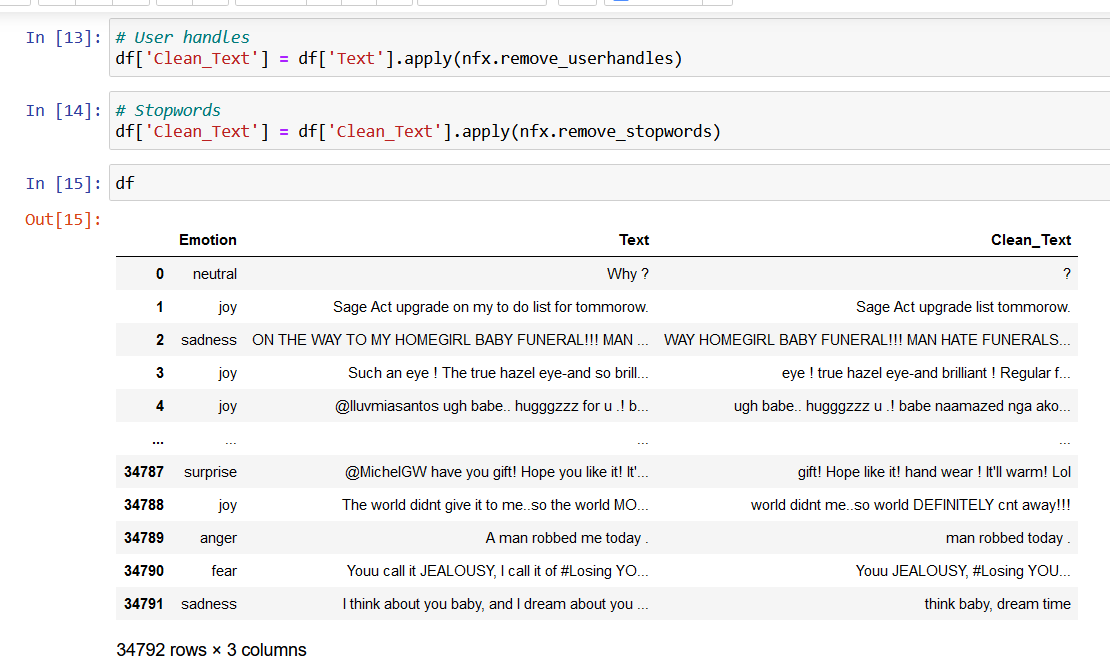 In [13]: # User handles
df['Clean_Text'] = df['Text'].apply(nfx.remove_userhandles)
In [14]: # Stopwords
df['Clean_Text'] = df['Clean_Text'].apply(nfx.remove_stopwords)
In [15]: df
Out[15]:
Emotion Text Clean_Text
0 neutral Why ? ?
1 joy Sage Act upgrade on my to do list for tommorow. Sage Act upgrade list tommorow.
2 sadness ON THE WAY TO MY HOMEGIRL BABY FUNERAL!!! MAN ... WAY HOMEGIRL BABY FUNERAL!!! MAN HATE FUNERALS...
3 joy Such an eye ! The true hazel eye-and so brill... eye ! true hazel eye-and brilliant ! Regular f...
4 joy @Iluvmiasantos ugh babe.. hugggzzz for u .! b... ugh babe.. hugggzzz u .! babe naamazed nga ako...
... ... ... ...
34787 surprise @MichelGW have you gift! Hope you like it! It'... gift! Hope like it! hand wear ! It'll warm! Lol
34788 joy The world didnt give it to me..so the world MO... world didnt me..so world DEFINITELY cnt away!!!
34789 anger A man robbed me today . man robbed today .
34790 fear Youu call it JEALOUSY, I call it of #Losing YO... Youu JEALOUSY, #Losing YOU...
34791 sadness I think about you baby, and I dream about you ... think baby, dream time
34792 rows × 3 columns